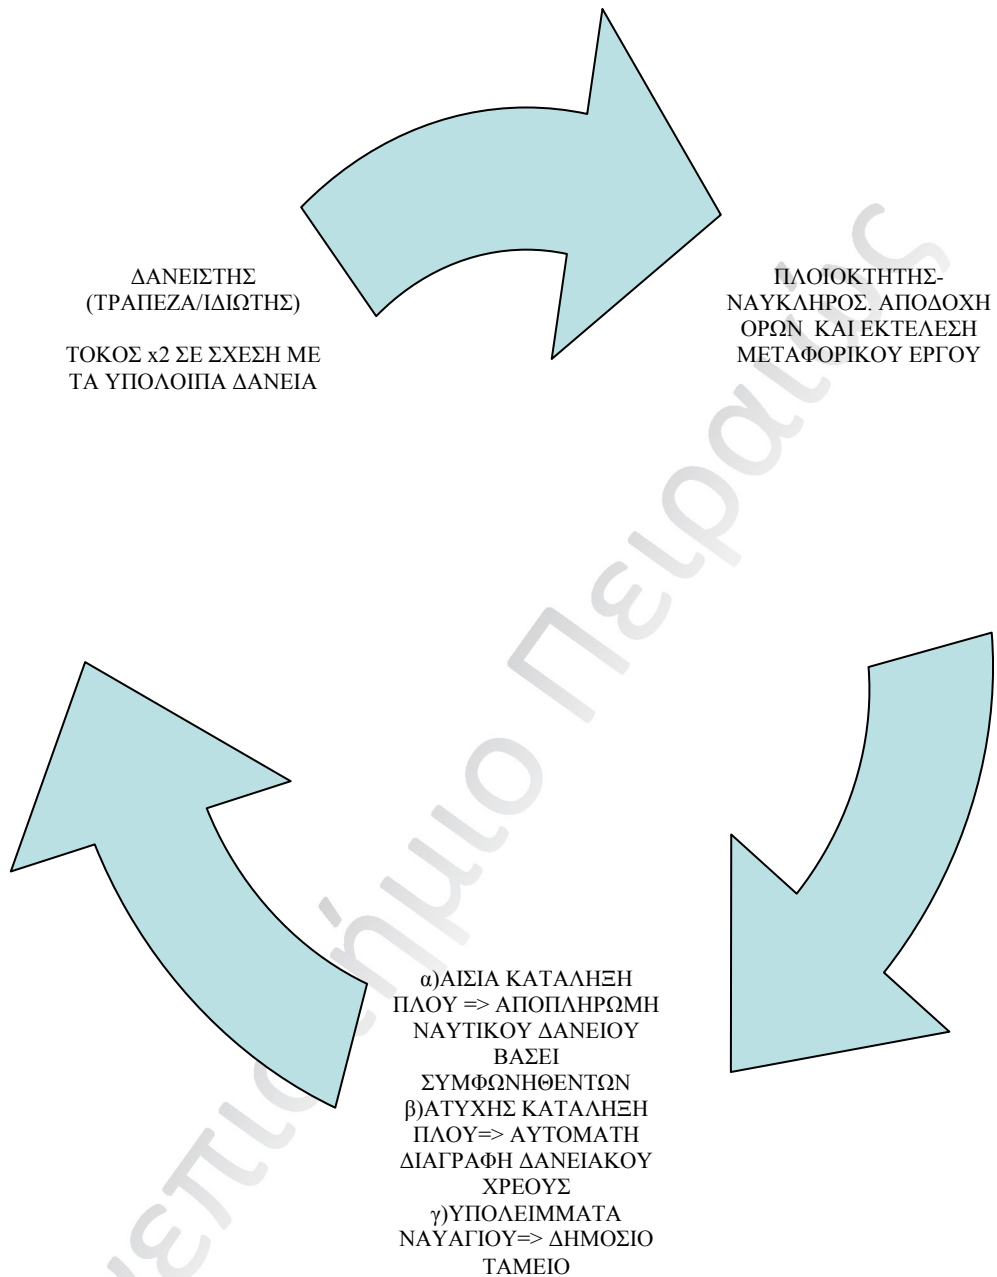 ΔΑΝΕΙΣΤΗΣ
(ΤΡΑΠΕΖΑ/ΙΔΙΩΤΗΣ)
ΤΟΚΟΣ x2 ΣΕ ΣΧΕΣΗ ΜΕ
ΤΑ ΥΠΟΛΟΙΠΑ ΔΑΝΕΙΑ
ΠΛΟΙΟΚΤΗΤΗΣ-
ΝΑΥΚΛΗΡΟΣ. ΑΠΟΔΟΧΗ
ΟΡΩΝ ΚΑΙ ΕΚΤΕΛΕΣΗ
ΜΕΤΑΦΟΡΙΚΟΥ ΕΡΓΟΥ
α)ΑΙΣΙΑ ΚΑΤΑΛΗΞΗ
ΠΛΟΥ => ΑΠΟΠΛΗΡΩΜΗ
ΝΑΥΤΙΚΟΥ ΔΑΝΕΙΟΥ
ΒΑΣΕΙ
ΣΥΜΦΩΝΗΘΕΝΤΩΝ
β)ΑΤΥΧΗΣ ΚΑΤΑΛΗΞΗ
ΠΛΟΥ=> ΑΥΤΟΜΑΤΗ
ΔΙΑΓΡΑΦΗ ΔΑΝΕΙΑΚΟΥ
ΧΡΕΟΥΣ
γ)ΥΠΟΛΕΙΜΜΑΤΑ
ΝΑΥΑΓΙΟΥ=> ΔΗΜΟΣΙΟ
ΤΑΜΕΙΟ
Πειραιώς